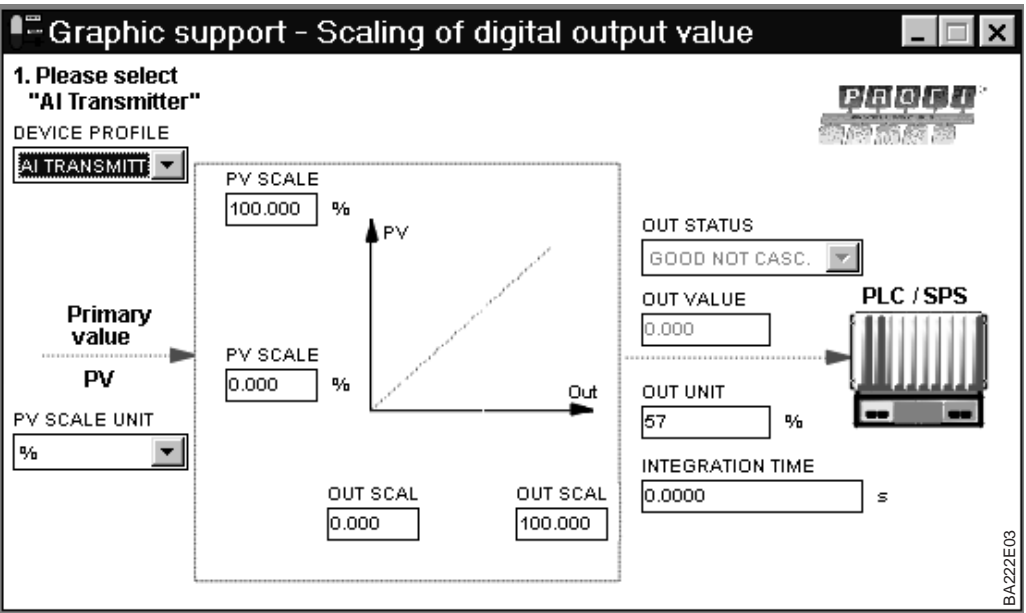 Graphic support - Scaling of digital output value
1. Please select
"AI Transmitter"
DEVICE PROFILE
AI TRANSMITT
PROFI
PV SCALE
100.000 %
PV
OUT STATUS
GOOD NOT CASC.
OUT VALUE
0.000
PLC / SPS
Primary
value
PV
PV SCALE
0.000 %
Out
OUT UNIT
57 %
PV SCALE UNIT
%
INTEGRATION TIME
0.0000 s
OUT SCAL
0.000
OUT SCAL
100.000
BA222E03